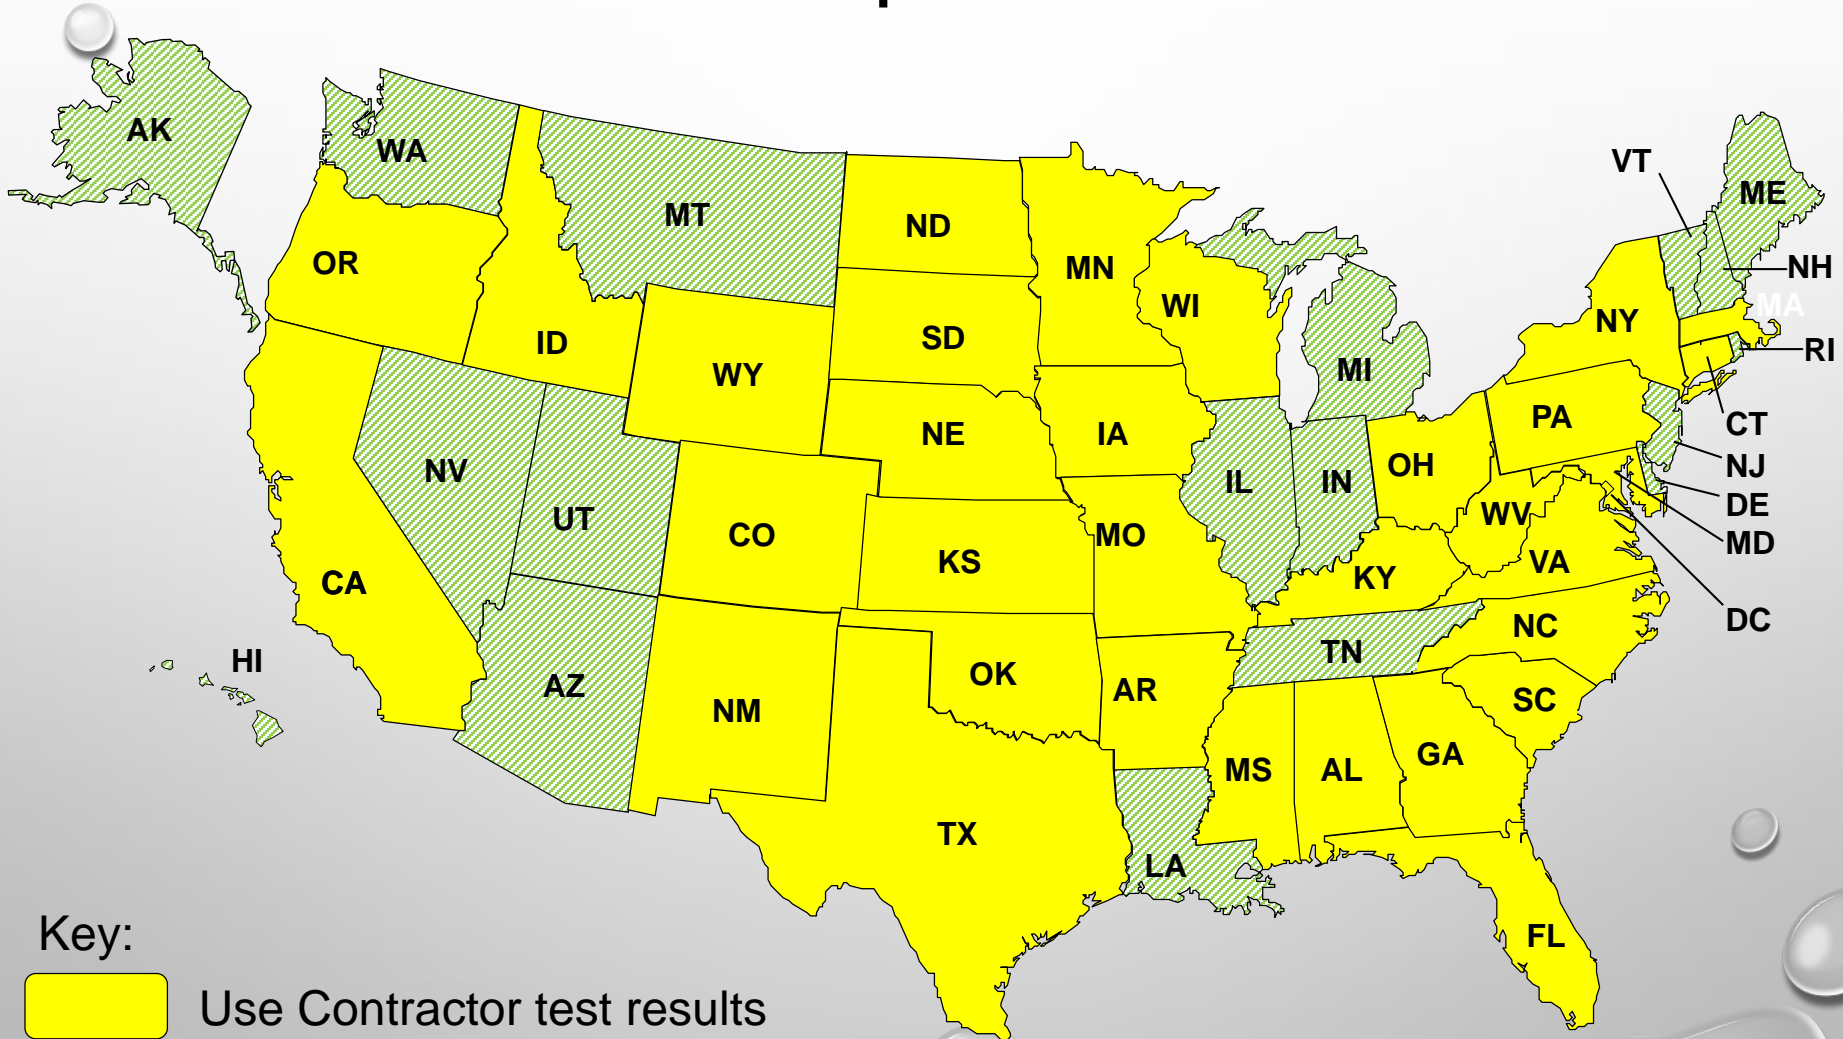 AK
WA
MT
ND
MN
VT
ME
OR
ID
WY
SD
WI
MI
NY
NH
MA
RI
NV
UT
CO
NE
IA
IL
IN
OH
PA
CT
NJ
DE
MD
DC
CA
KS
MO
KY
WV
VA
HI
AZ
NM
OK
AR
TN
NC
SC
TX
LA
MS
AL
GA
FL
Key:
Use Contractor test results